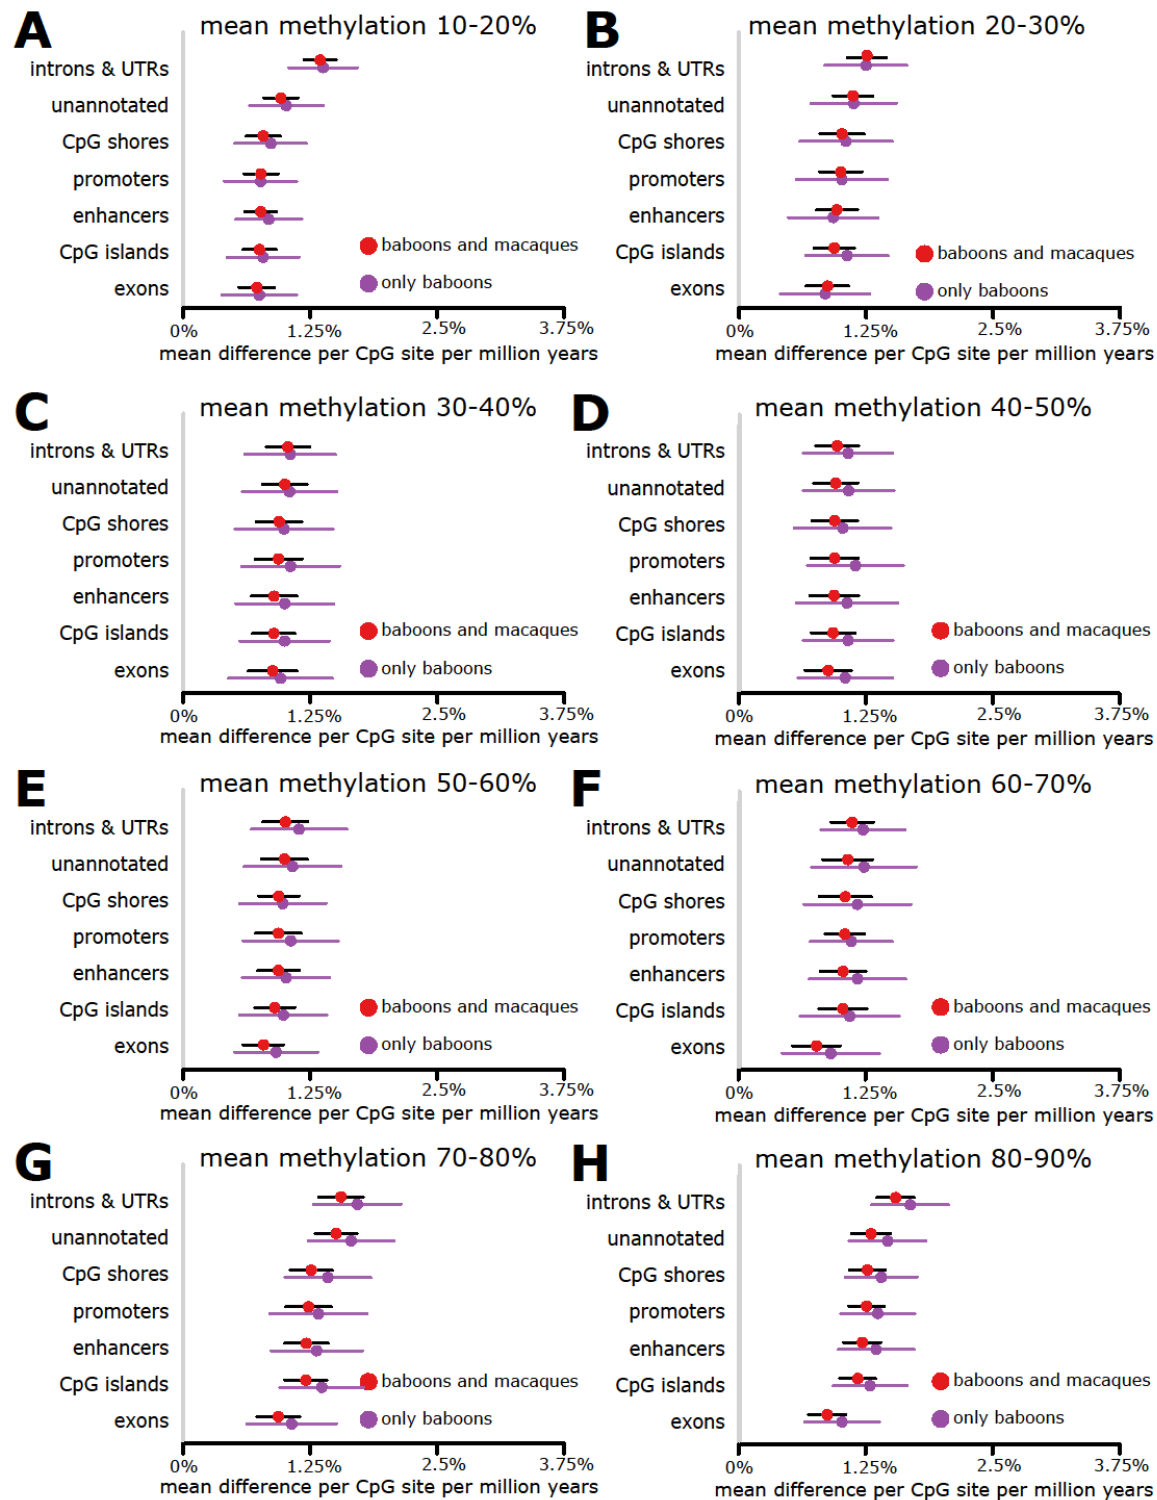 A
mean methylation 10-20%
introns & UTRs
unannotated
CpG shores
promoters
enhancers
CpG islands
exons
baboons and macaques
only baboons
0% 1.25% 2.5% 3.75%
mean difference per CpG site per million years
B
mean methylation 20-30%
introns & UTRs
unannotated
CpG shores
promoters
enhancers
CpG islands
exons
baboons and macaques
only baboons
0% 1.25% 2.5% 3.75%
mean difference per CpG site per million years
C
mean methylation 30-40%
introns & UTRs
unannotated
CpG shores
promoters
enhancers
CpG islands
exons
baboons and macaques
only baboons
0% 1.25% 2.5% 3.75%
mean difference per CpG site per million years
D
mean methylation 40-50%
introns & UTRs
unannotated
CpG shores
promoters
enhancers
CpG islands
exons
baboons and macaques
only baboons
0% 1.25% 2.5% 3.75%
mean difference per CpG site per million years
E
mean methylation 50-60%
introns & UTRs
unannotated
CpG shores
promoters
enhancers
CpG islands
exons
baboons and macaques
only baboons
0% 1.25% 2.5% 3.75%
mean difference per CpG site per million years
F
mean methylation 60-70%
introns & UTRs
unannotated
CpG shores
promoters
enhancers
CpG islands
exons
baboons and macaques
only baboons
0% 1.25% 2.5% 3.75%
mean difference per CpG site per million years
G
mean methylation 70-80%
introns & UTRs
unannotated
CpG shores
promoters
enhancers
CpG islands
exons
baboons and macaques
only baboons
0% 1.25% 2.5% 3.75%
mean difference per CpG site per million years
H
mean methylation 80-90%
introns & UTRs
unannotated
CpG shores
promoters
enhancers
CpG islands
exons
baboons and macaques
only baboons
0% 1.25% 2.5% 3.75%
mean difference per CpG site per million years